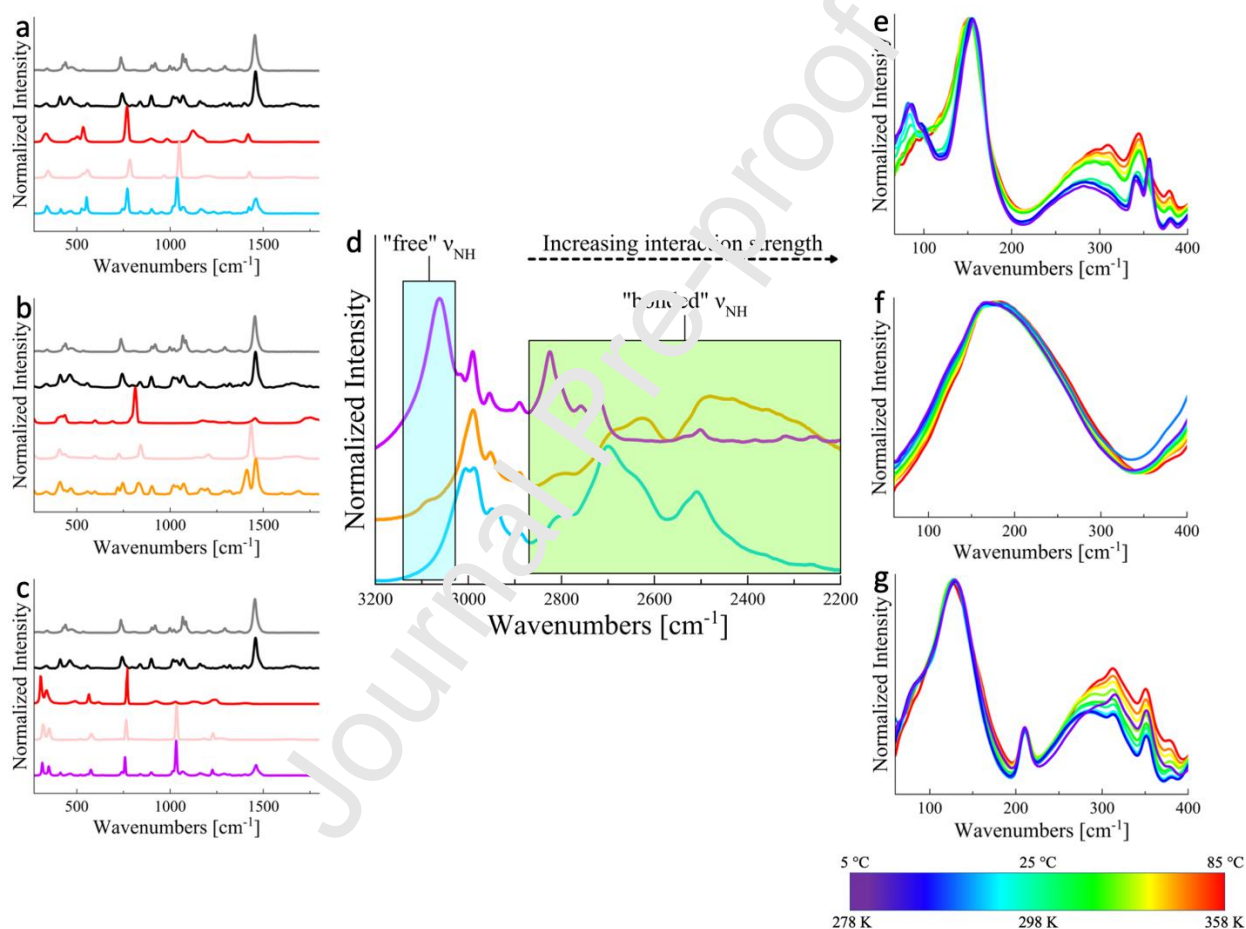 a
Normalized Intensity
500
1000
1500
Wavenumbers [cm⁻¹]
b
Normalized Intensity
500
1000
1500
Wavenumbers [cm⁻¹]
c
Normalized Intensity
500
1000
1500
Wavenumbers [cm⁻¹]
d
"free" νNH
Increasing interaction strength
"bonded" νNH
Normalized Intensity
3200
3000
2800
2600
2400
2200
Wavenumbers [cm⁻¹]
e
Normalized Intensity
100
200
300
400
Wavenumbers [cm⁻¹]
f
Normalized Intensity
100
200
300
400
Wavenumbers [cm⁻¹]
g
Normalized Intensity
100
200
300
400
Wavenumbers [cm⁻¹]
5 °C 25 °C 85 °C
278 K 298 K 358 K
Journal Pre-proof